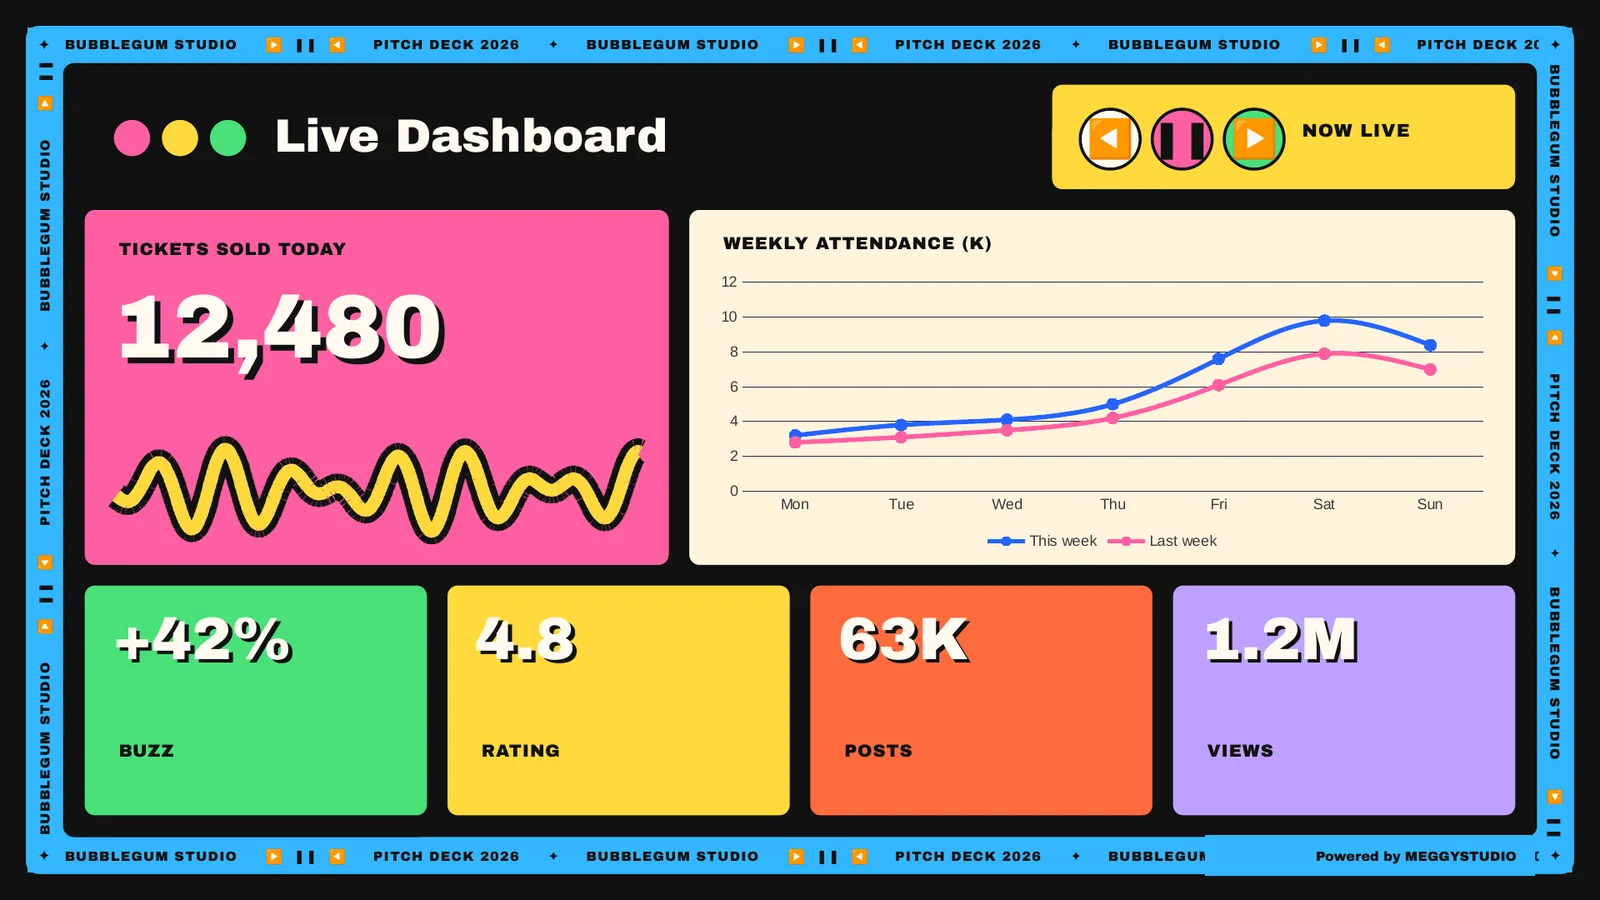 ✦ BUBBLEGUM STUDIO ▶ ❚❚ ◀ PITCH DECK 2026 ✦ BUBBLEGUM STUDIO ▶ ❚❚ ◀ PITCH DECK 2026 ✦ BUBBLEGUM STUDIO ▶ ❚❚ ◀ PITCH DECK 20 ✦
BUBBLEGUM STUDIO ✦ PITCH DECK 2026 BUBBLEGUM STUDIO
Live Dashboard
NOW LIVE
TICKETS SOLD TODAY
12,480
WEEKLY ATTENDANCE (K)
12
10
8
6
4
2
0
Mon Tue Wed Thu Fri Sat Sun
This week Last week
+42%
BUZZ
4.8
RATING
63K
POSTS
1.2M
VIEWS
BUBBLEGUM STUDIO PITCH DECK 2026 ✦ BUBBLEGUM STUDIO
✦ BUBBLEGUM STUDIO ▶ ❚❚ ◀ PITCH DECK 2026 ✦ BUBBLEGUM STUDIO ▶ ❚❚ ◀ PITCH DECK 2026 ✦ BUBBLEGUM
Powered by MEGGYSTUDIO ✦